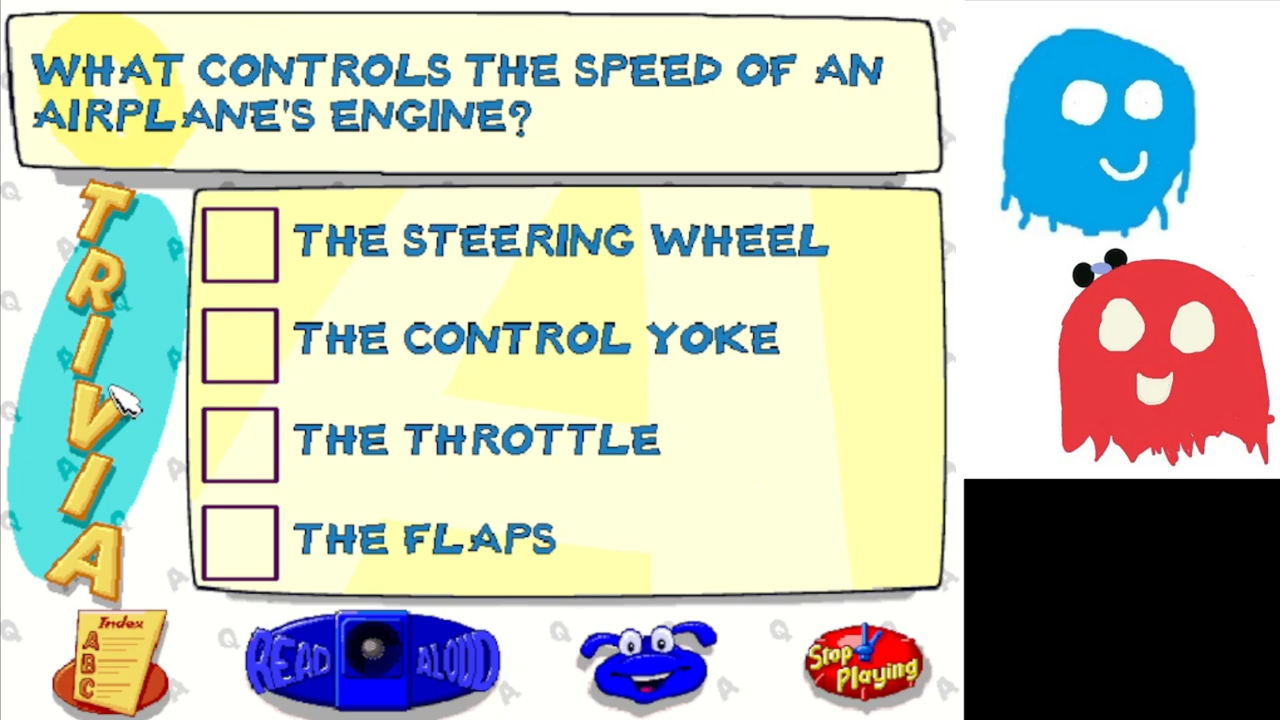 WHAT CONTROLS THE SPEED OF AN
AIRPLANE'S ENGINE?
TRIVIA
THE STEERING WHEEL
THE CONTROL YOKE
THE THROTTLE
THE FLAPS
Index
A
B
C
READ ALOUD
Stop
Playing